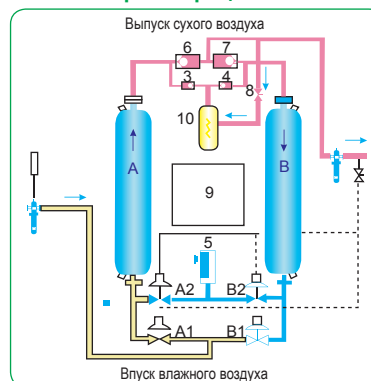 Выпуск сухого воздуха
6 7
3 4
8
10
A B
9
5
A2 B2
A1 B1
Впуск влажного воздуха